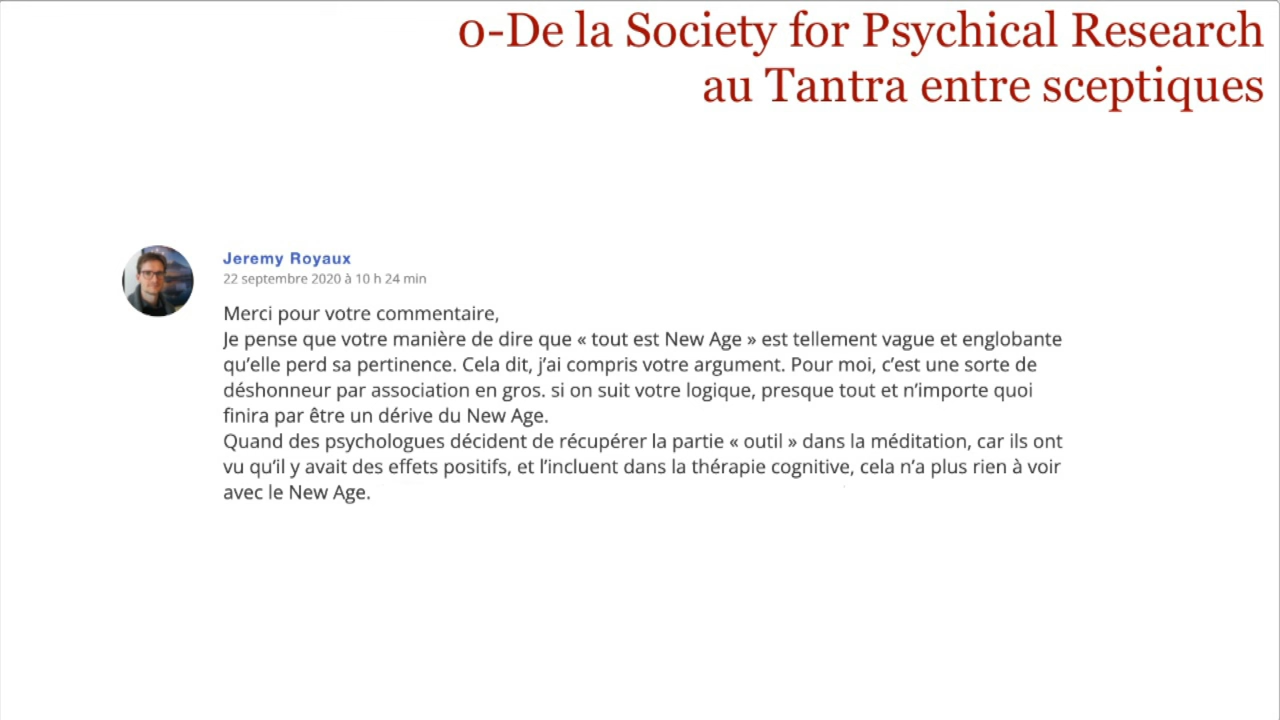 0-De la Society for Psychical Research
au Tantra entre sceptiques
Jeremy Royaux
22 septembre 2020 à 10 h 24 min
Merci pour votre commentaire,
Je pense que votre manière de dire que « tout est New Age » est tellement vague et englobante
qu’elle perd sa pertinence. Cela dit, j’ai compris votre argument. Pour moi, c’est une sorte de
déshonneur par association en gros. si on suit votre logique, presque tout et n’importe quoi
finira par être un dérive du New Age.
Quand des psychologues décident de récupérer la partie « outil » dans la méditation, car ils ont
vu qu’il y avait des effets positifs, et l’incluent dans la thérapie cognitive, cela n’a plus rien à voir
avec le New Age.